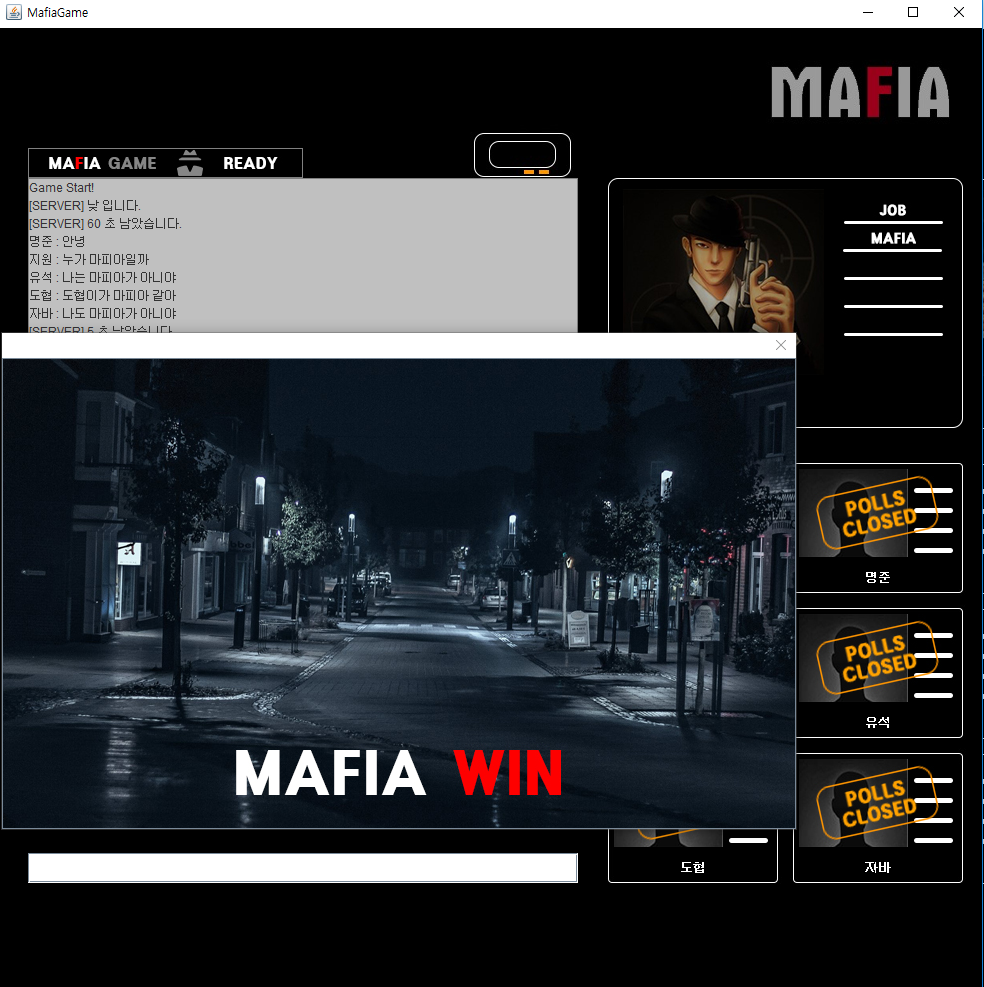 MafiaGame
MAFIA
MAFIA GAME READY
Game Start!
[SERVER] 낮 입니다.
[SERVER] 60 초 남았습니다.
명준 : 안녕
지원 : 누가 마피아일까
유석 : 나는 마피아가 아니야
도협 : 도협이가 마피아 같아
자바 : 나도 마피아가 아니야
[SERVER] 5 초 남았습니다.
JOB
MAFIA
MAFIA WIN
POLLS
CLOSED
명준
POLLS
CLOSED
유석
POLLS
CLOSED
도협
자바